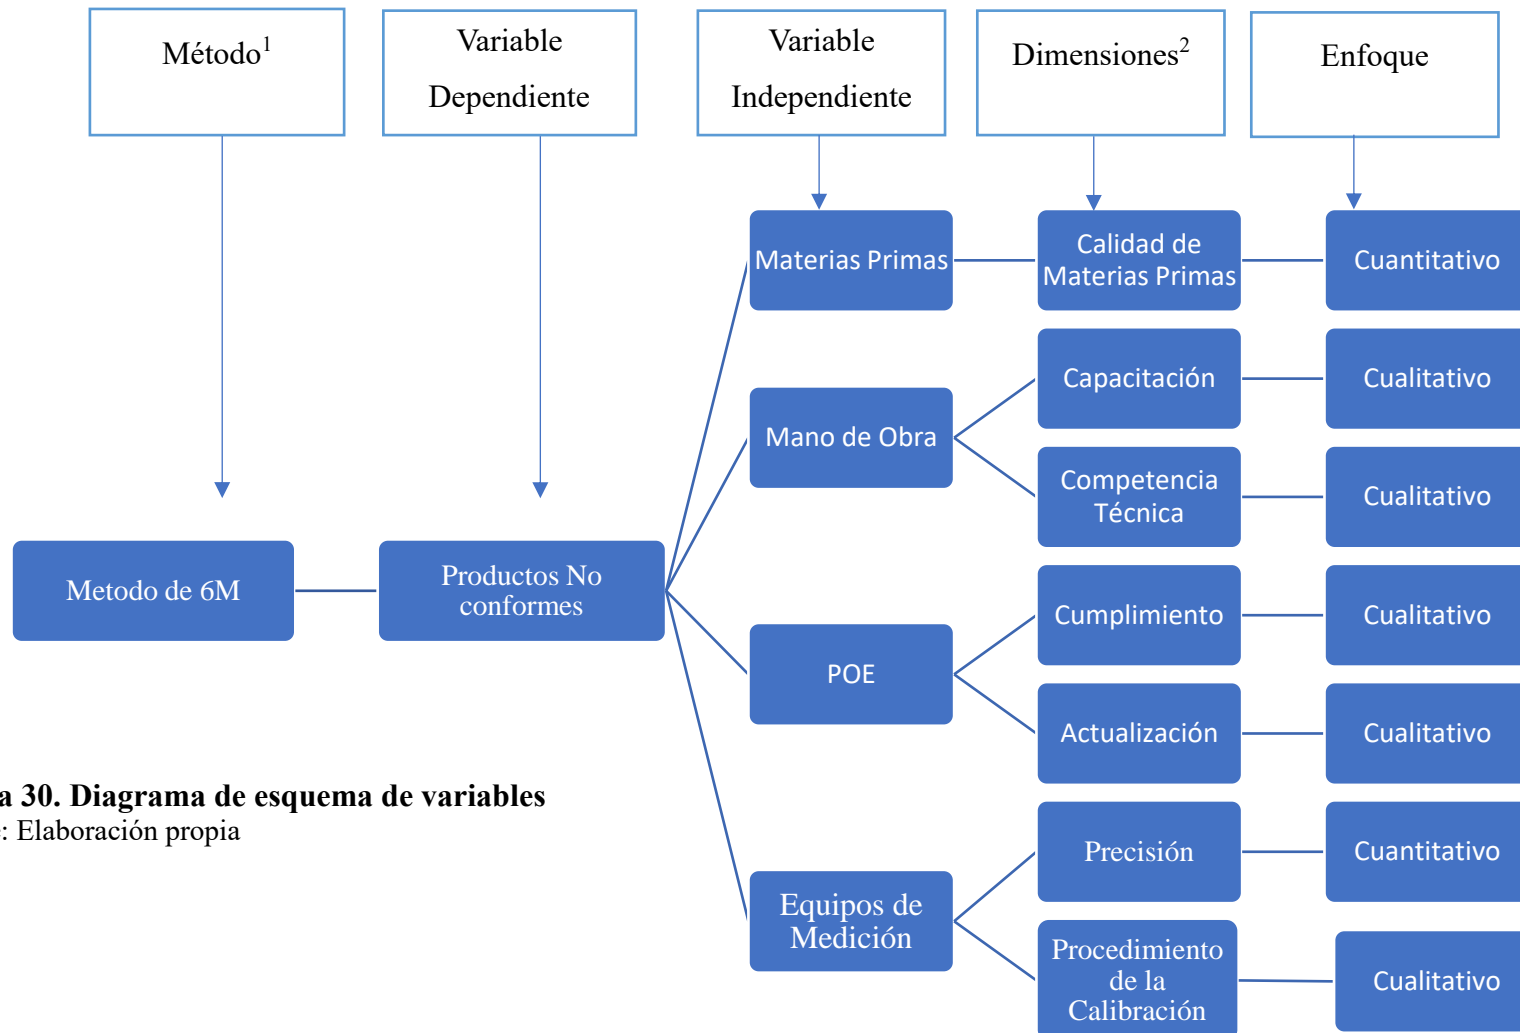 Método¹
Variable
Dependiente
Variable
Independiente
Dimensiones²
Enfoque
Materias Primas
Calidad de
Materias Primas
Cuantitativo
Capacitación
Cualitativo
Mano de Obra
Competencia
Técnica
Cualitativo
Metodo de 6M
Productos No
conformes
Cumplimiento
Cualitativo
POE
Actualización
Cualitativo
a 30. Diagrama de esquema de variables
: Elaboración propia
Precisión
Cuantitativo
Equipos de
Medición
Procedimiento
de la
Calibración
Cualitativo